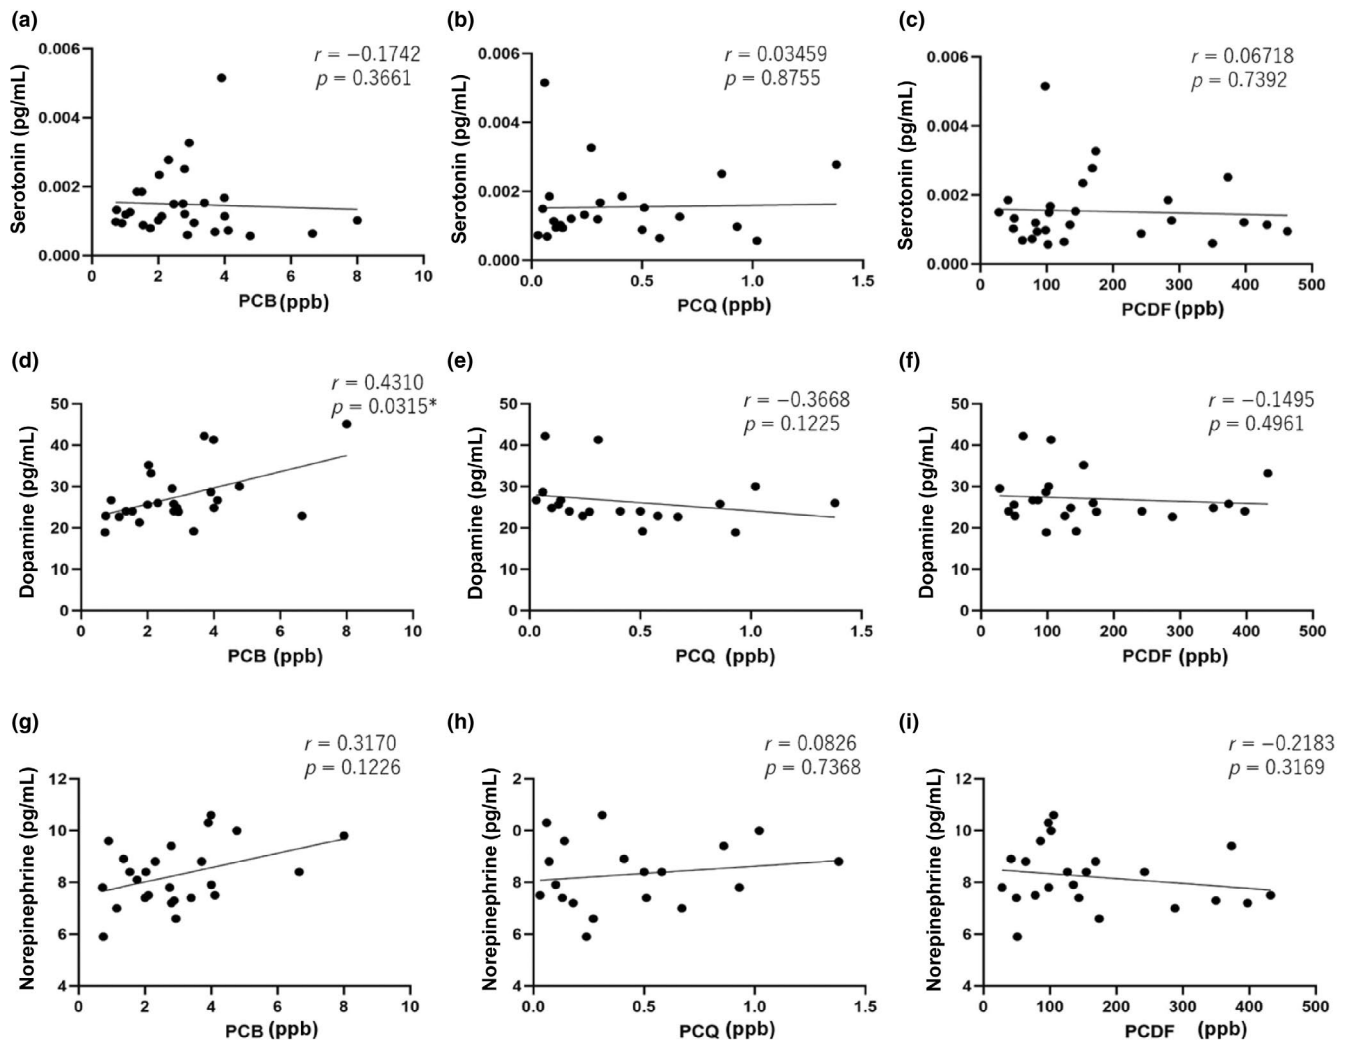 (a)
r = −0.1742
p = 0.3661
Serotonin (pg/mL)
0.006
0.004
0.002
0.000
0 2 4 6 8 10
PCB (ppb)
(b)
r = 0.03459
p = 0.8755
Serotonin (pg/mL)
0.006
0.004
0.002
0.000
0.0 0.5 1.0 1.5
PCQ (ppb)
(c)
r = 0.06718
p = 0.7392
Serotonin (pg/mL)
0.006
0.004
0.002
0.000
0 100 200 300 400 500
PCDF (ppb)
(d)
r = 0.4310
p = 0.0315*
Dopamine (pg/mL)
50
40
30
20
10
0
0 2 4 6 8 10
PCB (ppb)
(e)
r = −0.3668
p = 0.1225
Dopamine (pg/mL)
50
40
30
20
10
0
0.0 0.5 1.0 1.5
PCQ (ppb)
(f)
r = −0.1495
p = 0.4961
Dopamine (pg/mL)
50
40
30
20
10
0
0 100 200 300 400 500
PCDF (ppb)
(g)
r = 0.3170
p = 0.1226
Norepinephrine (pg/mL)
12
10
8
6
4
0 2 4 6 8 10
PCB (ppb)
(h)
r = 0.0826
p = 0.7368
Norepinephrine (pg/mL)
2
0
8
6
4
0.0 0.5 1.0 1.5
PCQ (ppb)
(i)
r = −0.2183
p = 0.3169
Norepinephrine (pg/mL)
12
10
8
6
4
0 100 200 300 400 500
PCDF (ppb)